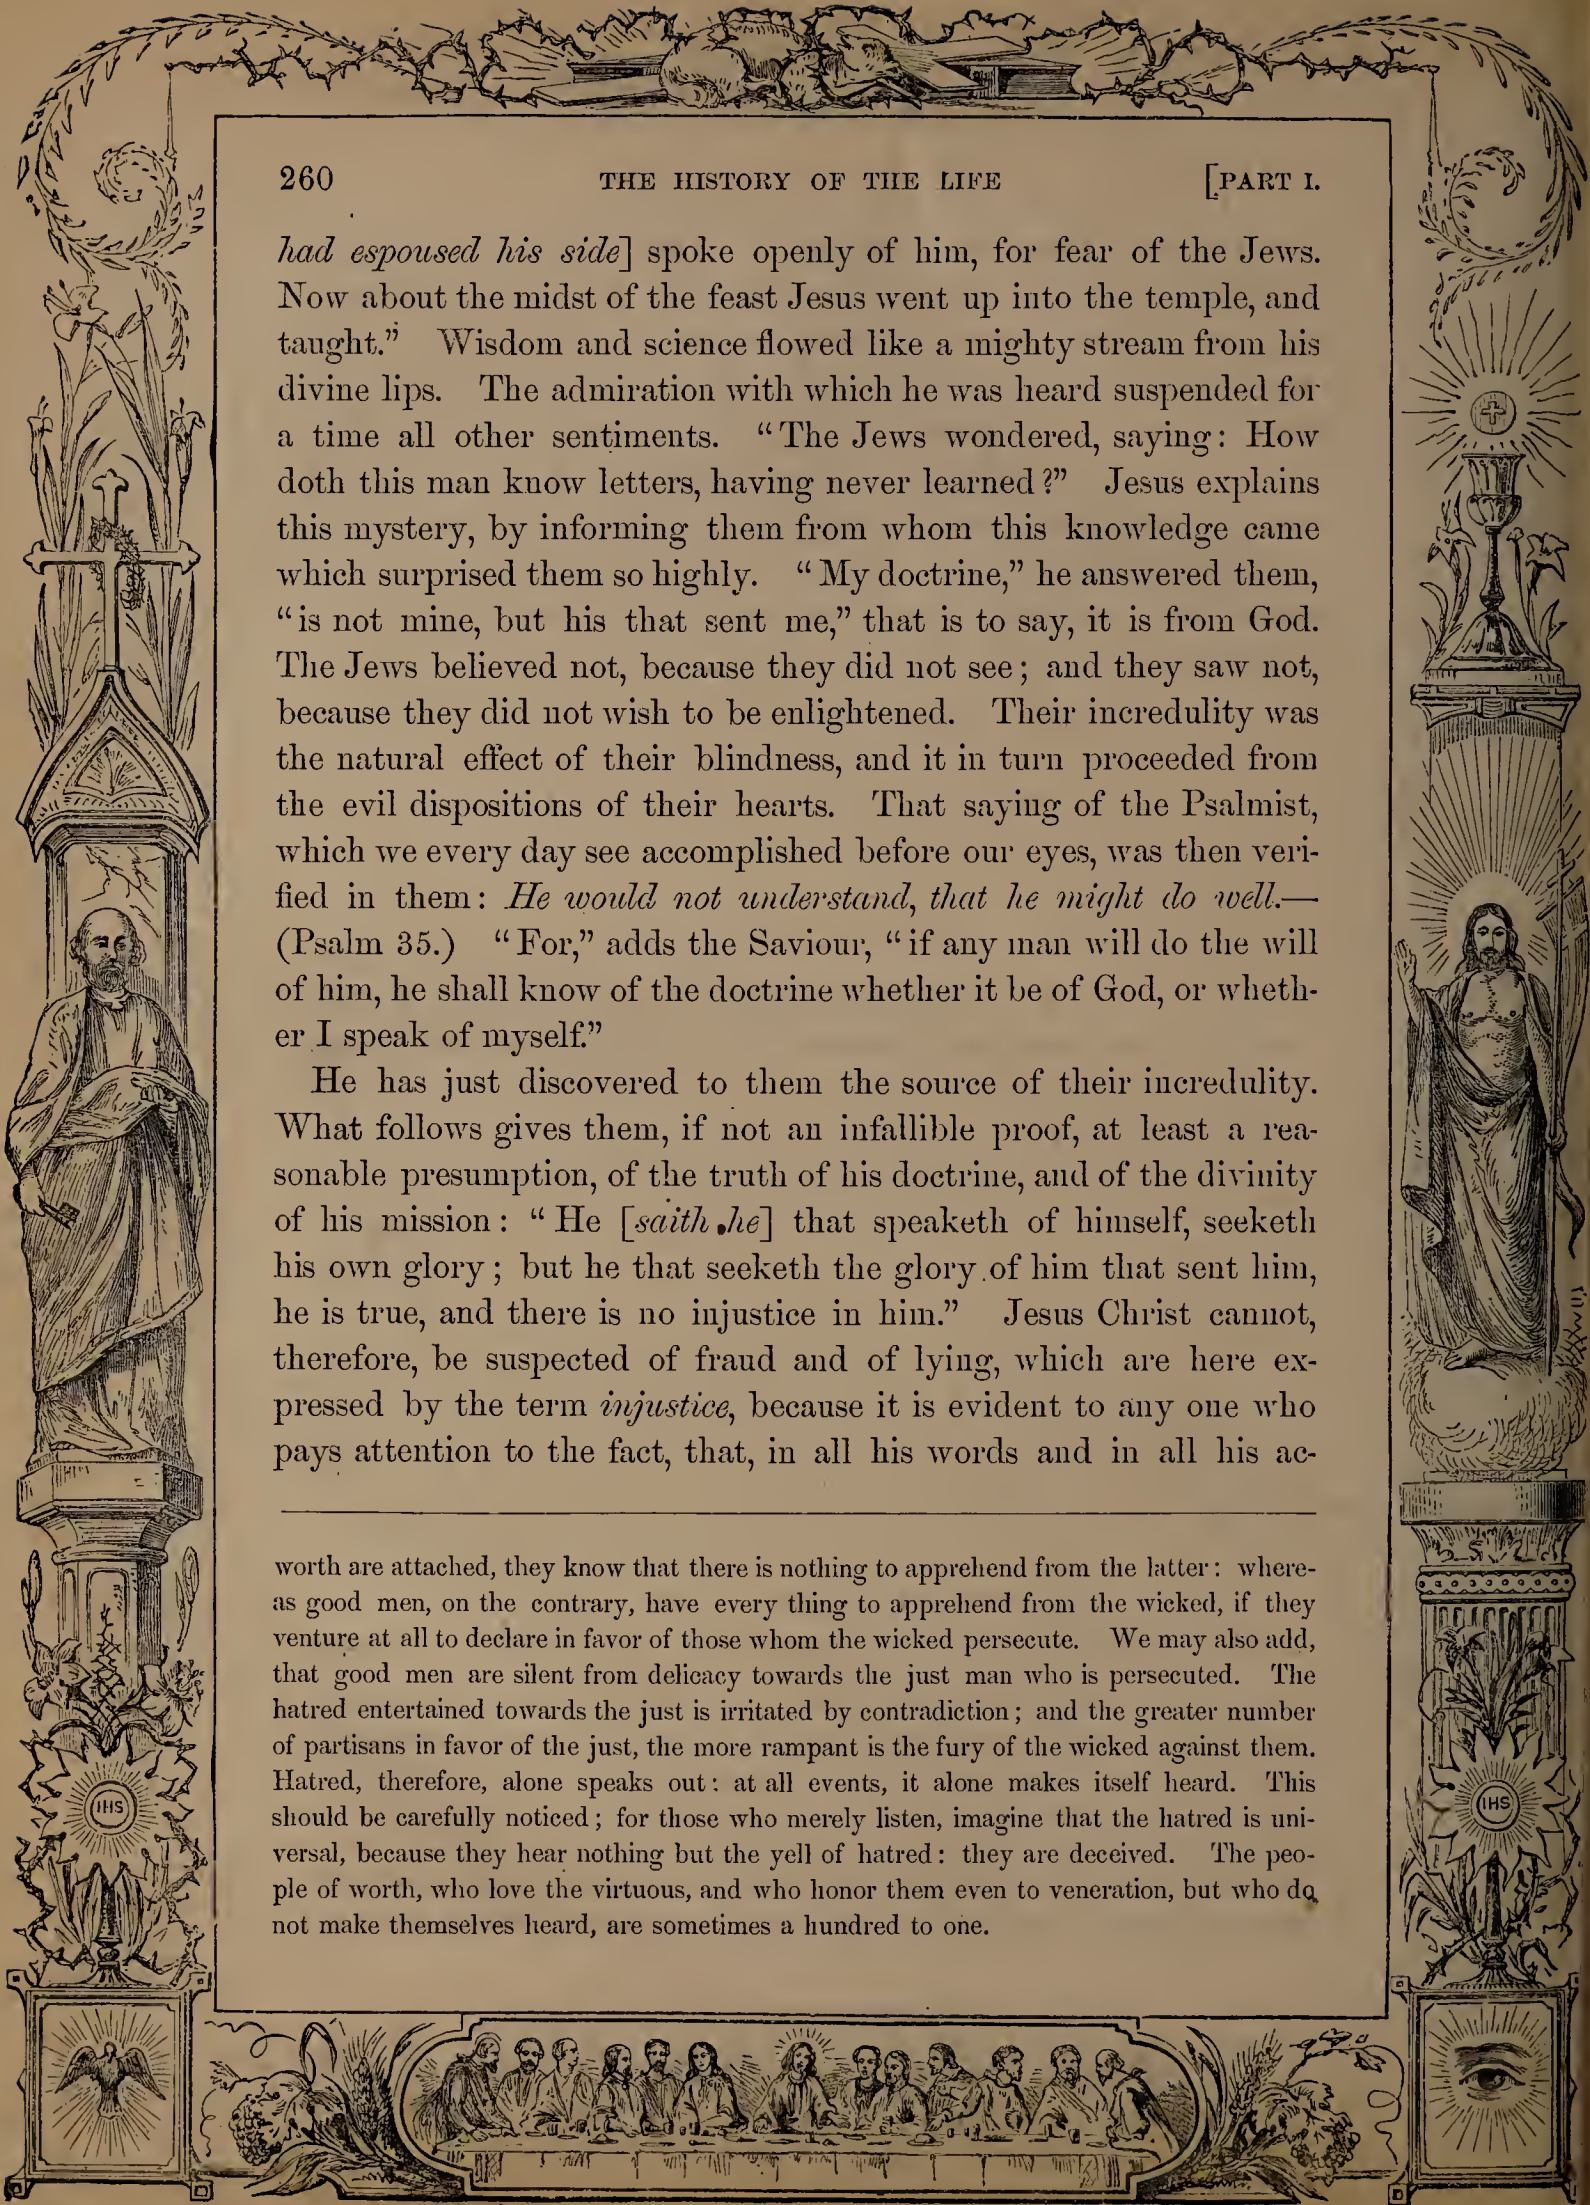 260 THE HISTORY OF THE LIFE [PART I.
had espoused his side] spoke openly of him, for fear of the Jews.
Now about the midst of the feast Jesus went up into the temple, and
taught.” Wisdom and science flowed like a mighty stream from his
divine lips. The admiration with which he was heard suspended for
a time all other sentiments. “The Jews wondered, saying: How
doth this man know letters, having never learned?” Jesus explains
this mystery, by informing them from whom this knowledge came
which surprised them so highly. “My doctrine,” he answered them,
“is not mine, but his that sent me,” that is to say, it is from God.
The Jews believed not, because they did not see; and they saw not,
because they did not wish to be enlightened. Their incredulity was
the natural effect of their blindness, and it in turn proceeded from
the evil dispositions of their hearts. That saying of the Psalmist,
which we every day see accomplished before our eyes, was then veri-
fied in them: He would not understand, that he might do well.—
(Psalm 35.) “For,” adds the Saviour, “if any man will do the will
of him, he shall know of the doctrine whether it be of God, or wheth-
er I speak of myself.”
He has just discovered to them the source of their incredulity.
What follows gives them, if not an infallible proof, at least a rea-
sonable presumption, of the truth of his doctrine, and of the divinity
of his mission: “He [saith he] that speaketh of himself, seeketh
his own glory; but he that seeketh the glory of him that sent him,
he is true, and there is no injustice in him.” Jesus Christ cannot,
therefore, be suspected of fraud and of lying, which are here ex-
pressed by the term injustice, because it is evident to any one who
pays attention to the fact, that, in all his words and in all his ac-
worth are attached, they know that there is nothing to apprehend from the latter: where-
as good men, on the contrary, have every thing to apprehend from the wicked, if they
venture at all to declare in favor of those whom the wicked persecute. We may also add,
that good men are silent from delicacy towards the just man who is persecuted. The
hatred entertained towards the just is irritated by contradiction; and the greater number
of partisans in favor of the just, the more rampant is the fury of the wicked against them.
Hatred, therefore, alone speaks out: at all events, it alone makes itself heard. This
should be carefully noticed; for those who merely listen, imagine that the hatred is uni-
versal, because they hear nothing but the yell of hatred: they are deceived. The peo-
ple of worth, who love the virtuous, and who honor them even to veneration, but who do
not make themselves heard, are sometimes a hundred to one.
IHS
IHS